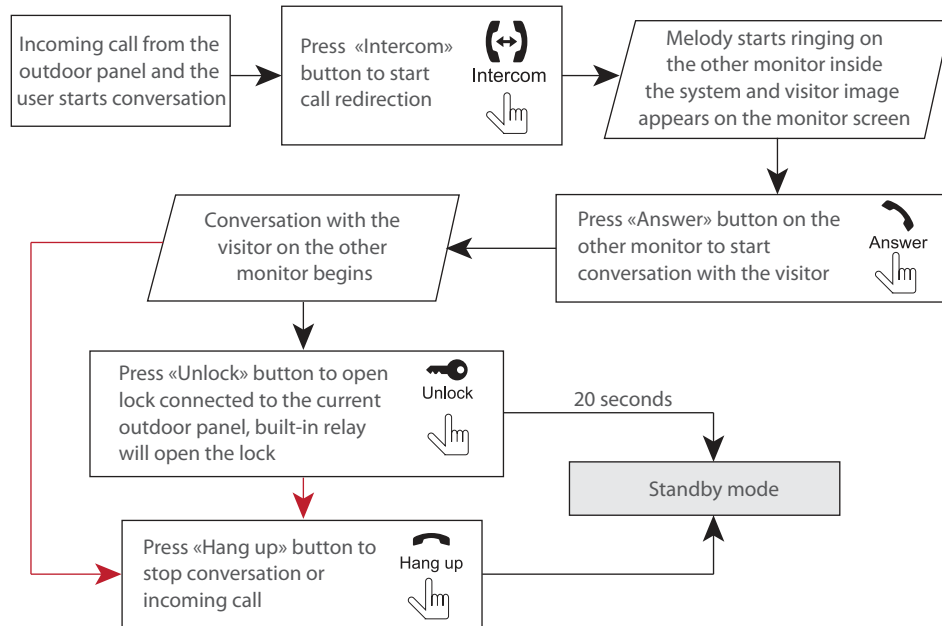 Incoming call from the
outdoor panel and the
user starts conversation
Press «Intercom»
button to start
call redirection
Intercom
Melody starts ringing on
the other monitor inside
the system and visitor image
appears on the monitor screen
Press «Answer» button on the
other monitor to start
conversation with the visitor
Answer
Conversation with the
visitor on the other
monitor begins
Press «Unlock» button to open
lock connected to the current
outdoor panel, built-in relay
will open the lock
Unlock
20 seconds
Standby mode
Press «Hang up» button to
stop conversation or
incoming call
Hang up